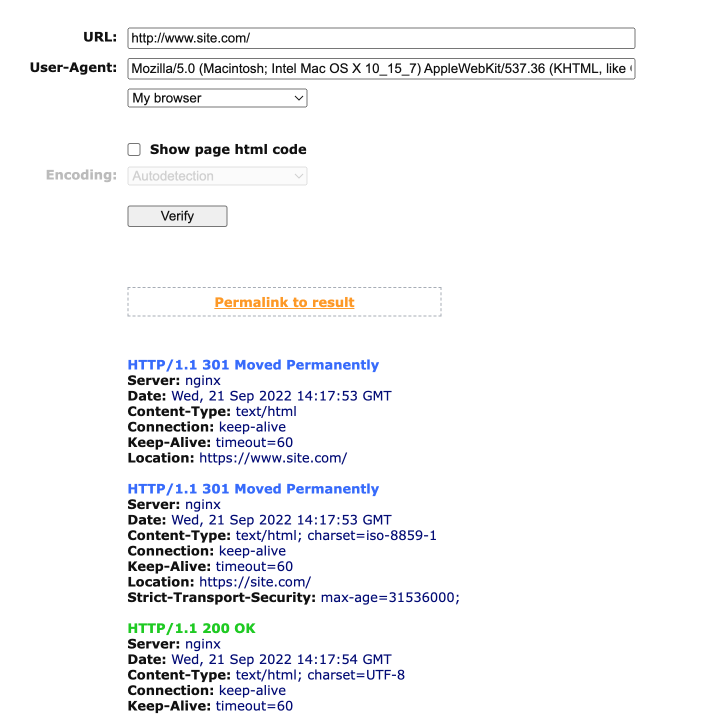 URL: http://www.site.com/
User-Agent: Mozilla/5.0 (Macintosh; Intel Mac OS X 10_15_7) AppleWebKit/537.36 (KHTML, like
My browser
Show page html code
Encoding: Autodetection
Verify
Permalink to result
HTTP/1.1 301 Moved Permanently
Server: nginx
Date: Wed, 21 Sep 2022 14:17:53 GMT
Content-Type: text/html
Connection: keep-alive
Keep-Alive: timeout=60
Location: https://www.site.com/
HTTP/1.1 301 Moved Permanently
Server: nginx
Date: Wed, 21 Sep 2022 14:17:53 GMT
Content-Type: text/html; charset=iso-8859-1
Connection: keep-alive
Keep-Alive: timeout=60
Location: https://site.com/
Strict-Transport-Security: max-age=31536000;
HTTP/1.1 200 OK
Server: nginx
Date: Wed, 21 Sep 2022 14:17:54 GMT
Content-Type: text/html; charset=UTF-8
Connection: keep-alive
Keep-Alive: timeout=60